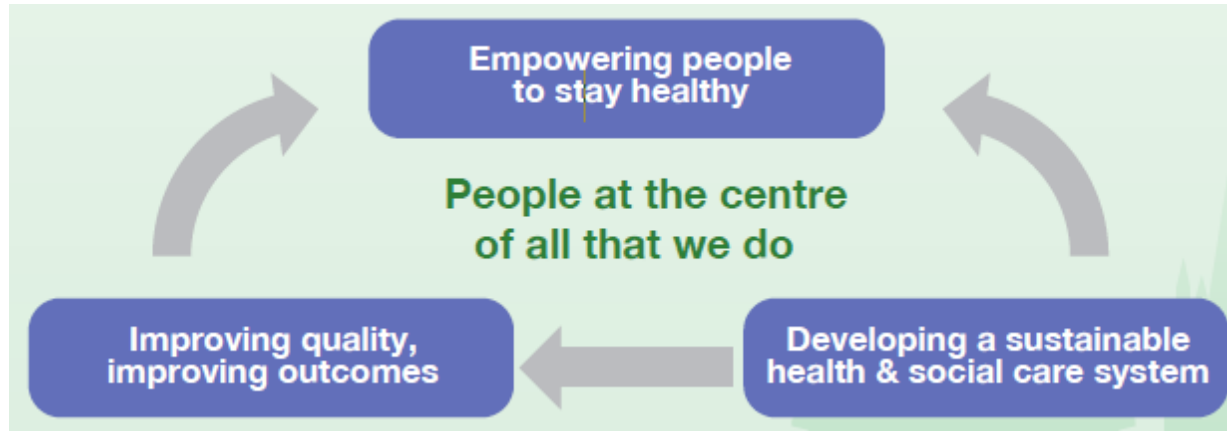 Empowering people
to stay healthy
People at the centre
of all that we do
Improving quality,
improving outcomes
Developing a sustainable
health & social care system